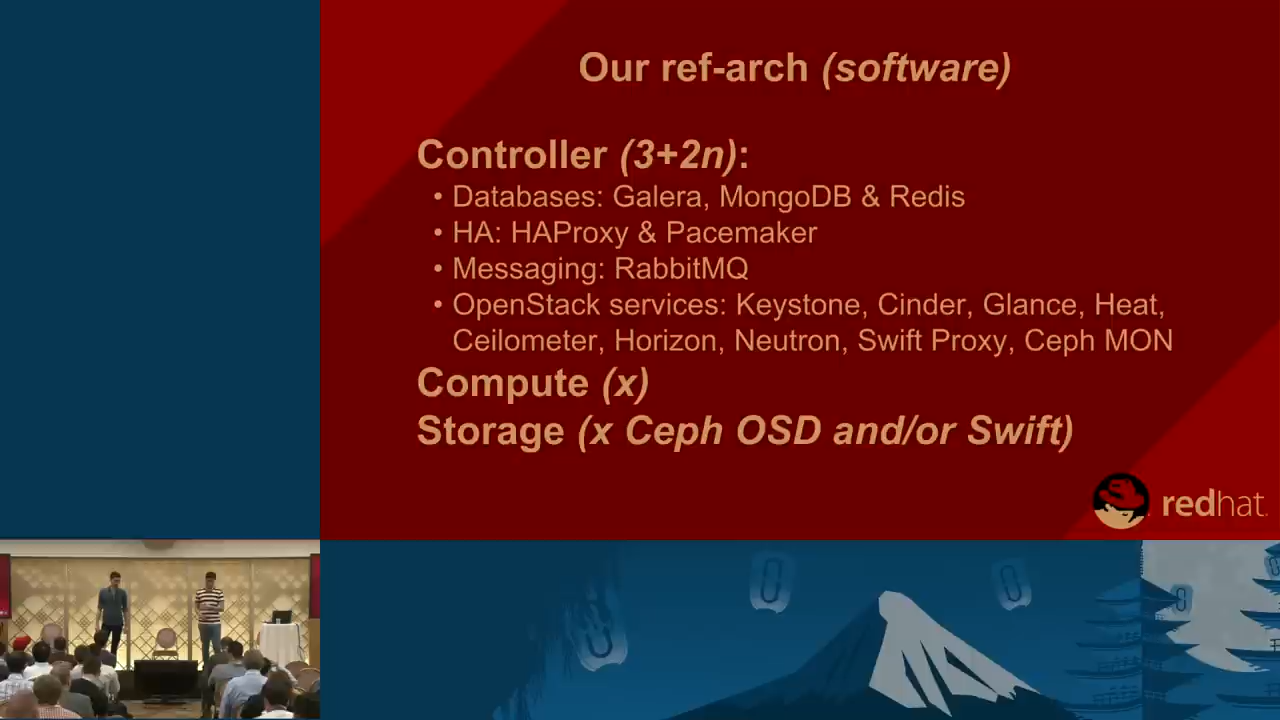 Our ref-arch (software)
Controller (3+2n):
• Databases: Galera, MongoDB & Redis
• HA: HAProxy & Pacemaker
• Messaging: RabbitMQ
• OpenStack services: Keystone, Cinder, Glance, Heat,
Ceilometer, Horizon, Neutron, Swift Proxy, Ceph MON
Compute (x)
Storage (x Ceph OSD and/or Swift)
redhat.